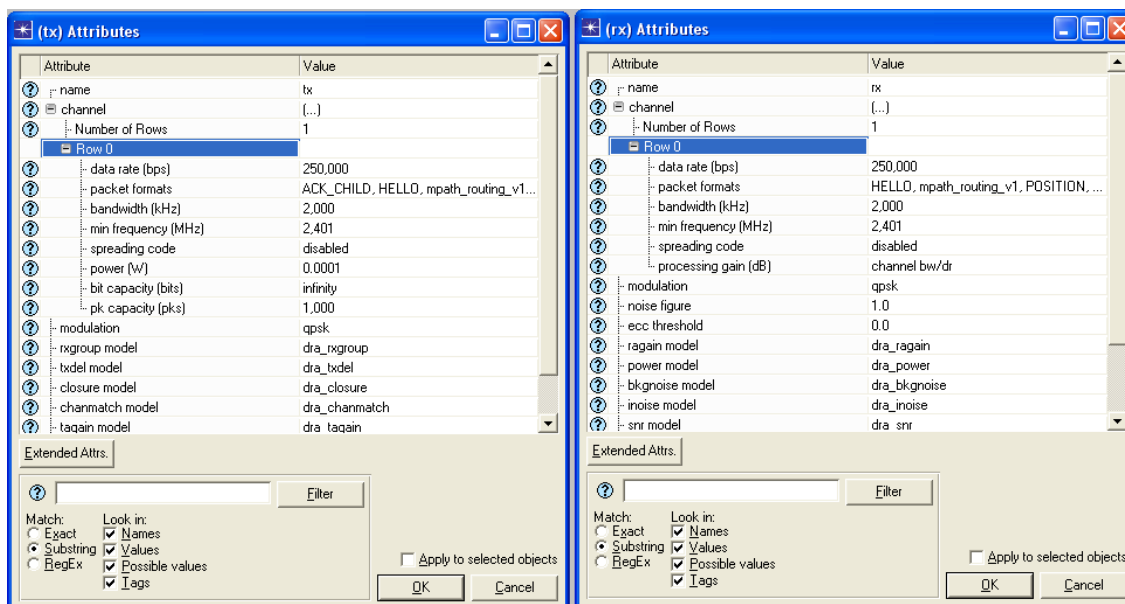 (tx) Attributes
Attribute Value
name tx
channel (...)
Number of Rows 1
Row 0
data rate (bps) 250,000
packet formats ACK_CHILD, HELLO, mpath_routing_v1...
bandwidth (kHz) 2,000
min frequency (MHz) 2,401
spreading code disabled
power (W) 0.0001
bit capacity (bits) infinity
pk capacity (pks) 1,000
modulation qpsk
rxgroup model dra_rxgroup
txdel model dra_txdel
closure model dra_closure
chanmatch model dra_chanmatch
tagain model dra_tagain
Extended Attrs.
Filter
Match: Look in:
Exact Names
Substring Values
RegEx Possible values
Tags
Apply to selected objects
OK Cancel
(rx) Attributes
Attribute Value
name rx
channel (...)
Number of Rows 1
Row 0
data rate (bps) 250,000
packet formats HELLO, mpath_routing_v1, POSITION, ...
bandwidth (kHz) 2,000
min frequency (MHz) 2,401
spreading code disabled
processing gain (dB) channel bw/dr
modulation qpsk
noise figure 1.0
ecc threshold 0.0
ragain model dra_ragain
power model dra_power
bkgnoise model dra_bkgnoise
inoise model dra_inoise
snr model dra_snr
Extended Attrs.
Filter
Match: Look in:
Exact Names
Substring Values
RegEx Possible values
Tags
Apply to selected objects
OK Cancel